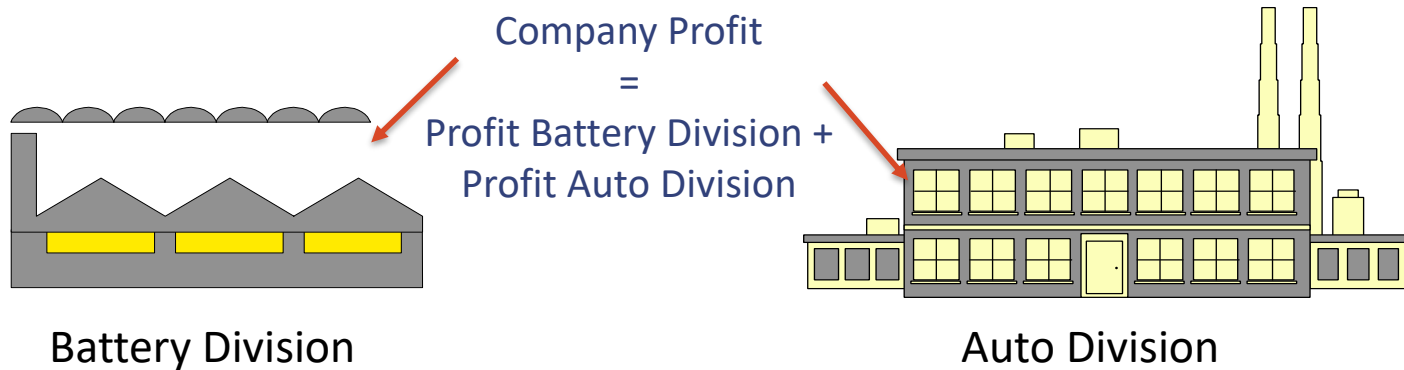 Company Profit
=
Profit Battery Division +
Profit Auto Division
Battery Division
Auto Division